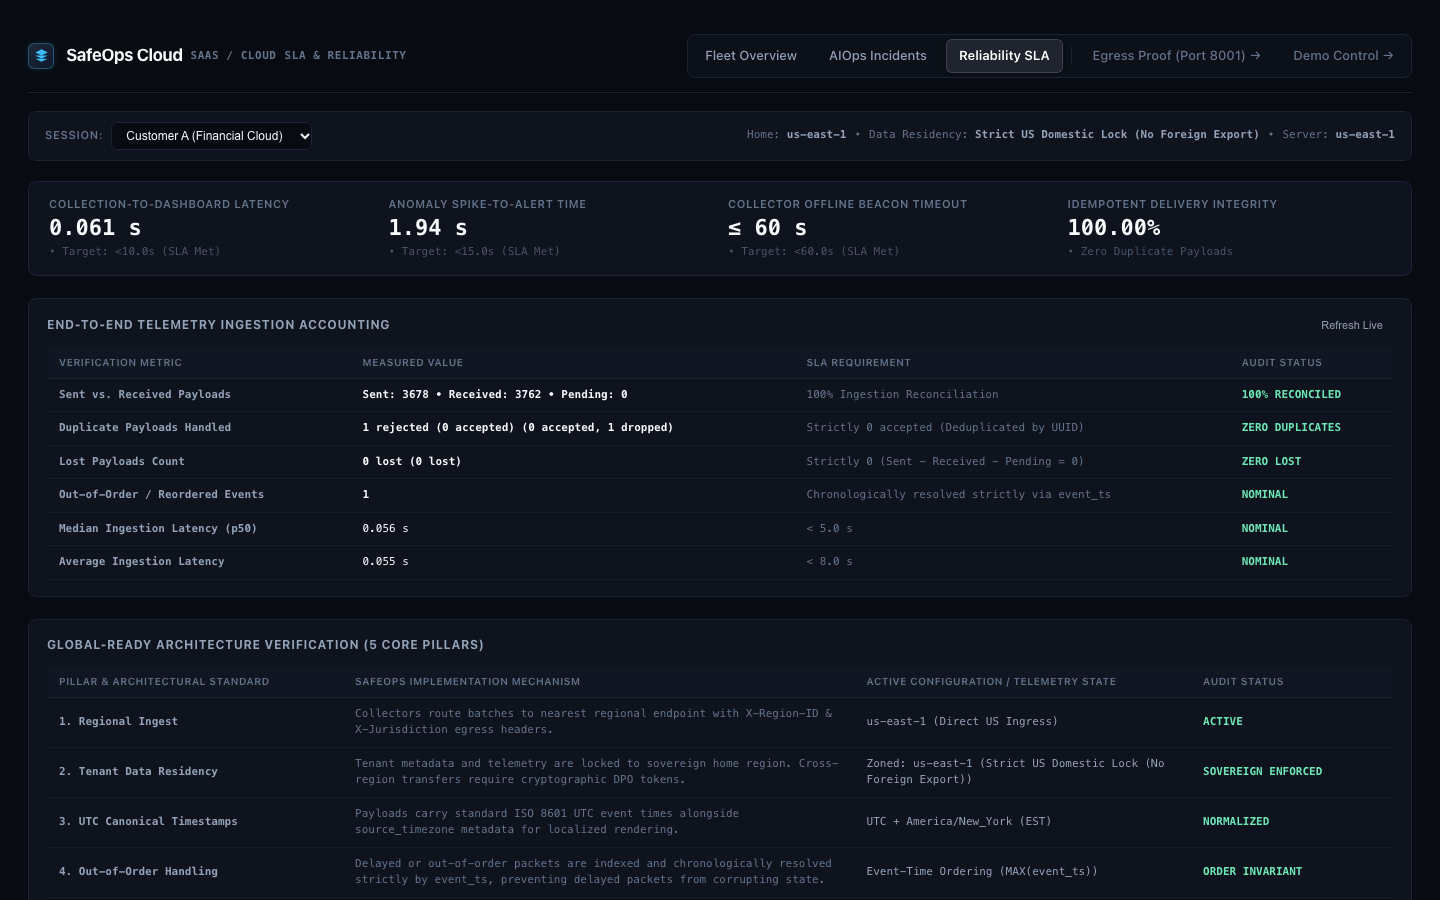 SafeOps Cloud SAAS / CLOUD SLA & RELIABILITY
Fleet Overview AIOps Incidents Reliability SLA Egress Proof (Port 8001) → Demo Control →
SESSION: Customer A (Financial Cloud)
Home: us-east-1 • Data Residency: Strict US Domestic Lock (No Foreign Export) • Server: us-east-1
COLLECTION-TO-DASHBOARD LATENCY
0.061 s
• Target: <10.0s (SLA Met)
ANOMALY SPIKE-TO-ALERT TIME
1.94 s
• Target: <15.0s (SLA Met)
COLLECTOR OFFLINE BEACON TIMEOUT
≤ 60 s
• Target: <60.0s (SLA Met)
IDEMPOTENT DELIVERY INTEGRITY
100.00%
• Zero Duplicate Payloads
END-TO-END TELEMETRY INGESTION ACCOUNTING
Refresh Live
VERIFICATION METRIC MEASURED VALUE SLA REQUIREMENT AUDIT STATUS
Sent vs. Received Payloads Sent: 3678 • Received: 3762 • Pending: 0 100% Ingestion Reconciliation 100% RECONCILED
Duplicate Payloads Handled 1 rejected (0 accepted) (0 accepted, 1 dropped) Strictly 0 accepted (Deduplicated by UUID) ZERO DUPLICATES
Lost Payloads Count 0 lost (0 lost) Strictly 0 (Sent - Received - Pending = 0) ZERO LOST
Out-of-Order / Reordered Events 1 Chronologically resolved strictly via event_ts NOMINAL
Median Ingestion Latency (p50) 0.056 s < 5.0 s NOMINAL
Average Ingestion Latency 0.055 s < 8.0 s NOMINAL
GLOBAL-READY ARCHITECTURE VERIFICATION (5 CORE PILLARS)
PILLAR & ARCHITECTURAL STANDARD SAFEOPS IMPLEMENTATION MECHANISM ACTIVE CONFIGURATION / TELEMETRY STATE AUDIT STATUS
1. Regional Ingest
Collectors route batches to nearest regional endpoint with X-Region-ID &
X-Jurisdiction egress headers.
us-east-1 (Direct US Ingress)
ACTIVE
2. Tenant Data Residency
Tenant metadata and telemetry are locked to sovereign home region. Cross-
region transfers require cryptographic DPO tokens.
Zoned: us-east-1 (Strict US Domestic Lock (No
Foreign Export))
SOVEREIGN ENFORCED
3. UTC Canonical Timestamps
Payloads carry standard ISO 8601 UTC event times alongside
source_timezone metadata for localized rendering.
UTC + America/New_York (EST)
NORMALIZED
4. Out-of-Order Handling
Delayed or out-of-order packets are indexed and chronologically resolved
strictly by event_ts, preventing delayed packets from corrupting state.
Event-Time Ordering (MAX(event_ts))
ORDER INVARIANT